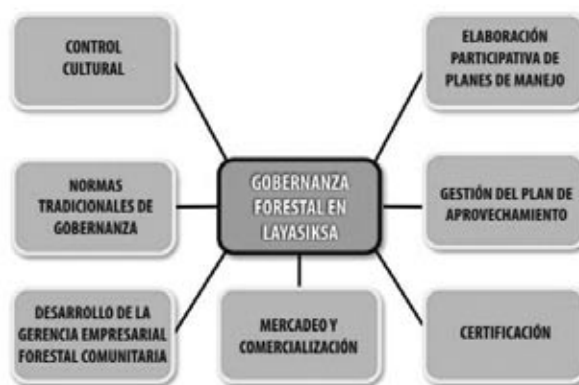 CONTROL
CULTURAL
ELABORACIÓN
PARTICIPATIVA DE
PLANES DE MANEJO
NORMAS
TRADICIONALES DE
GOBERNANZA
GOBERNANZA
FORESTAL EN
LAYASIKSA
GESTIÓN DEL PLAN DE
APROVECHAMIENTO
DESARROLLO DE LA
GERENCIA EMPRESARIAL
FORESTAL COMUNITARIA
MERCADEO Y
COMERCIALIZACIÓN
CERTIFICACIÓN